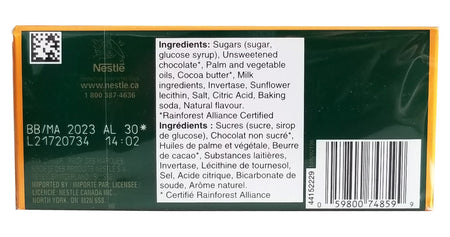 Nestlé
www.nestle.ca
1 800 387-4636
BB/MA 2023 AL 30*
L21720734 14:02
IMPORTED BY • IMPORTÉ PAR: LICENSEE /
LICENCIÉ NESTLÉ CANADA INC.
NORTH YORK, ON M2N 6S8
Ingredients: Sugars (sugar,
glucose syrup), Unsweetened
chocolate*, Palm and vegetable
oils, Cocoa butter*, Milk
ingredients, Invertase, Sunflower
lecithin, Salt, Citric Acid, Baking
soda, Natural flavour.
*Rainforest Alliance Certified
Ingrédients : Sucres (sucre, sirop
de glucose), Chocolat non sucré*,
Huiles de palme et végétale, Beurre
de cacao*, Substances laitières,
Invertase, Lécithine de tournesol,
Sel, Acide citrique, Bicarbonate de
soude, Arôme naturel.
* Certifié Rainforest Alliance
44152229
0 59800 74859 9